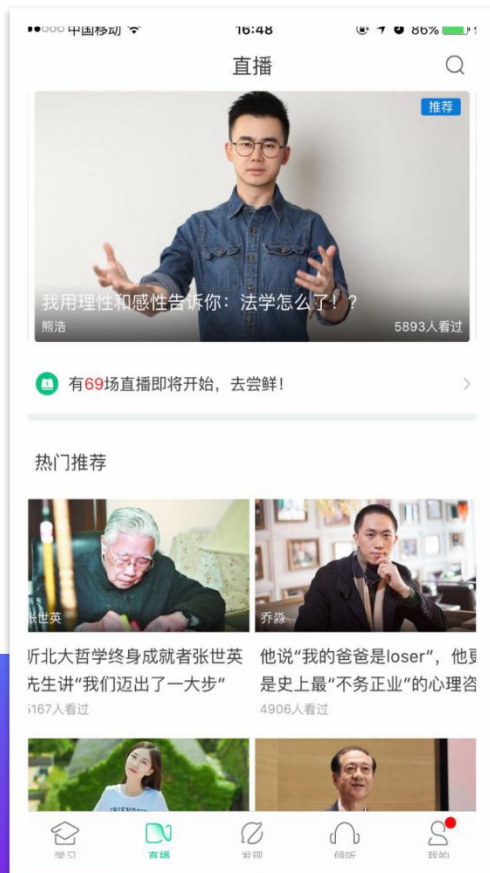 中国移动
16:48
86%
直播
推荐
我用理性和感性告诉你：法学怎么了！？
熊浩
5893人看过
有69场直播即将开始，去尝鲜！
热门推荐
张世英
乔淼
听北大哲学终身成就者张世英
先生讲“我们迈出了一大步”
5167人看过
他说“我的爸爸是loser”，他更
是史上最“不务正业”的心理咨
4906人看过
学习
直播
发现
倾听
我的